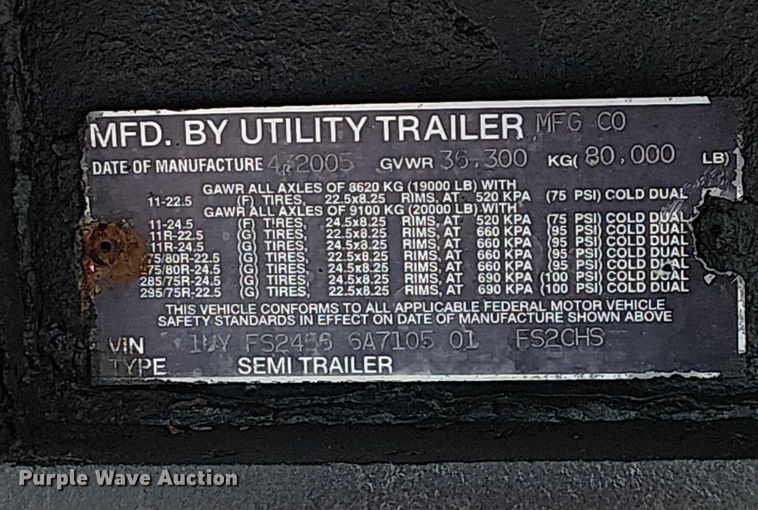 MFD. BY UTILITY TRAILER MFG CO
DATE OF MANUFACTURE 4/2005 GVWR 36,300 KG( 80,000 LB)
GAWR ALL AXLES OF 8620 KG (19000 LB) WITH
11-22.5 (F) TIRES, 22.5x8.25 RIMS, AT 520 KPA (75 PSI) COLD DUAL
GAWR ALL AXLES OF 9100 KG (20000 LB) WITH
11-24.5 (F) TIRES, 24.5x8.25 RIMS, AT 520 KPA (75 PSI) COLD DUAL
11R-22.5 (G) TIRES, 22.5x8.25 RIMS, AT 660 KPA (95 PSI) COLD DUAL
11R-24.5 (G) TIRES, 24.5x8.25 RIMS, AT 660 KPA (95 PSI) COLD DUAL
75/80R-22.5 (G) TIRES, 22.5x8.25 RIMS, AT 660 KPA (95 PSI) COLD DUAL
75/80R-24.5 (G) TIRES, 24.5x8.25 RIMS, AT 660 KPA (95 PSI) COLD DUAL
285/75R-24.5 (G) TIRES, 24.5x8.25 RIMS, AT 690 KPA (100 PSI) COLD DUAL
295/75R-22.5 (G) TIRES, 22.5x8.25 RIMS, AT 690 KPA (100 PSI) COLD DUAL
THIS VEHICLE CONFORMS TO ALL APPLICABLE FEDERAL MOTOR VEHICLE
SAFETY STANDARDS IN EFFECT ON DATE OF MANUFACTURE SHOWN ABOVE
VIN 6A7105 01 FS2CHS
TYPE SEMI TRAILER
Purple Wave Auction